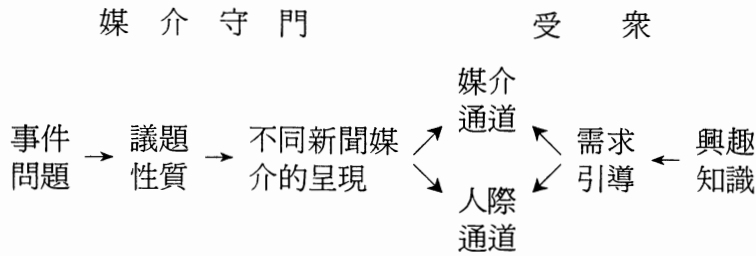 媒介守門
受眾
事件
問題
議題
性質
不同新聞媒
介的呈現
媒介
通道
人際
通道
需求
引導
興趣
知識